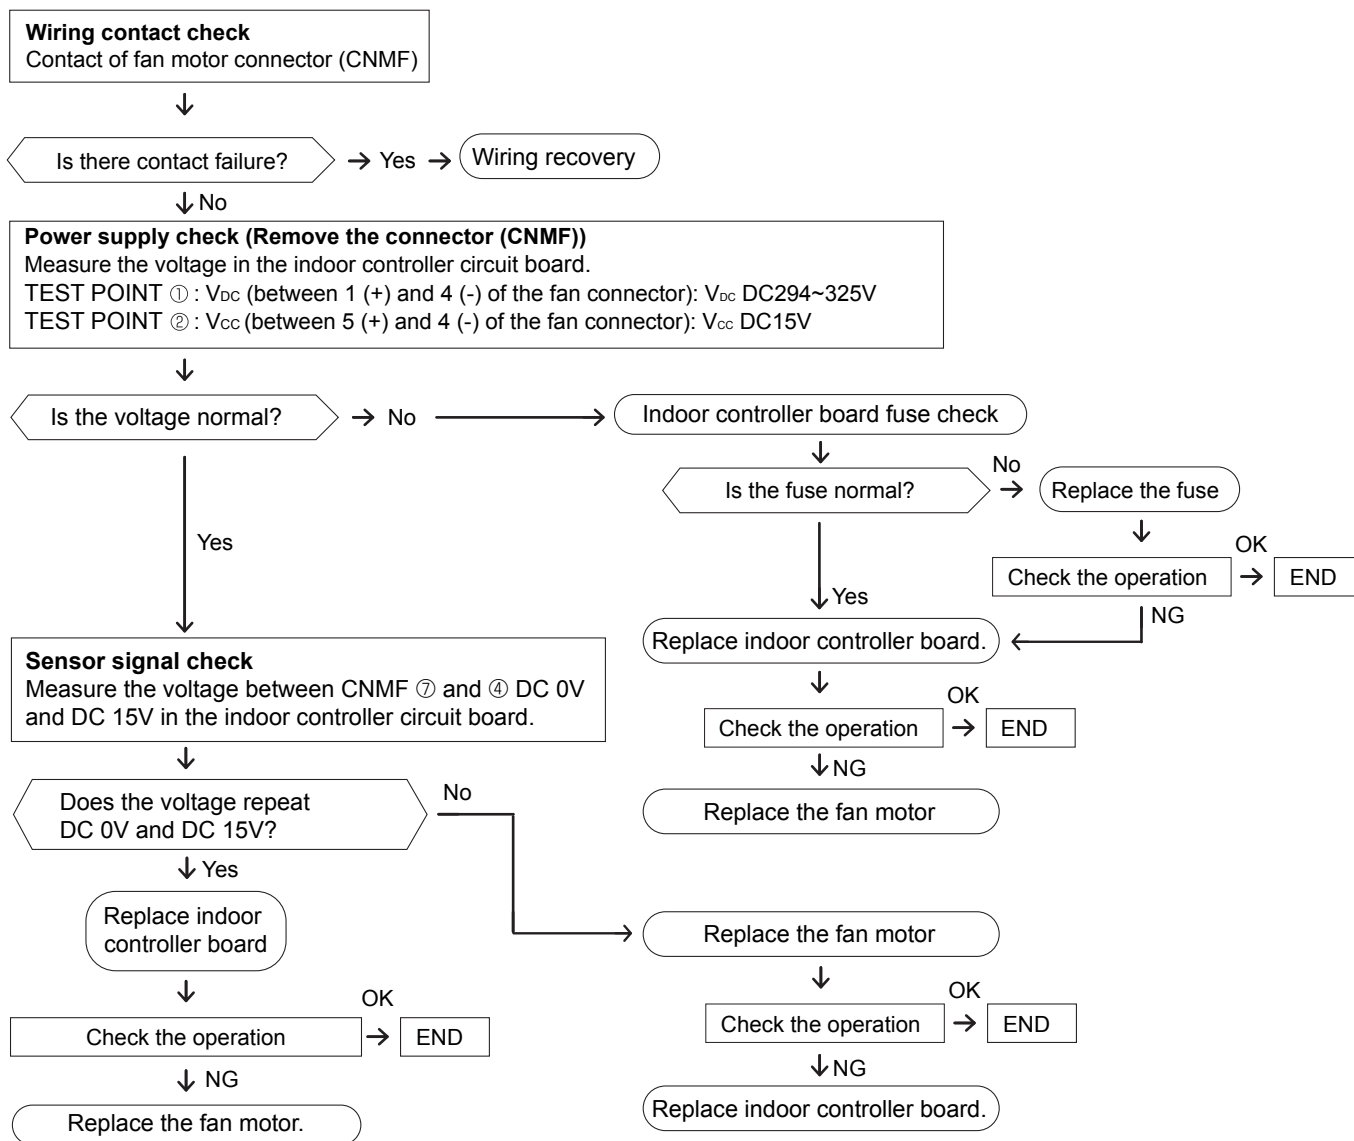 Wiring contact check
Contact of fan motor connector (CNMF)
Is there contact failure?
Yes
Wiring recovery
No
Power supply check (Remove the connector (CNMF))
Measure the voltage in the indoor controller circuit board.
TEST POINT ① : VDC (between 1 (+) and 4 (-) of the fan connector): VDC DC294~325V
TEST POINT ② : VCC (between 5 (+) and 4 (-) of the fan connector): VCC DC15V
Is the voltage normal?
No
Indoor controller board fuse check
Is the fuse normal?
No
Replace the fuse
Check the operation
OK
END
NG
Yes
Replace indoor controller board.
Check the operation
OK
END
NG
Replace the fan motor
Yes
Sensor signal check
Measure the voltage between CNMF ⑦ and ④ DC 0V
and DC 15V in the indoor controller circuit board.
Does the voltage repeat
DC 0V and DC 15V?
No
Yes
Replace indoor
controller board
Check the operation
OK
END
NG
Replace the fan motor.
Replace the fan motor
Check the operation
OK
END
NG
Replace indoor controller board.